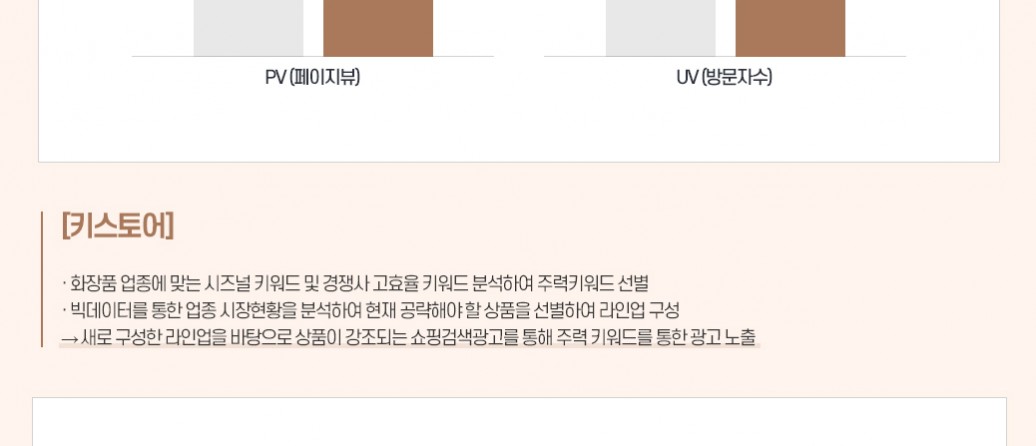 PV (페이지뷰)
UV (방문자수)
[키스토어]
· 화장품 업종에 맞는 시즈널 키워드 및 경쟁사 고효율 키워드 분석하여 주력키워드 선별
· 빅데이터를 통한 업종 시장현황을 분석하여 현재 공략해야 할 상품을 선별하여 라인업 구성
→ 새로 구성한 라인업을 바탕으로 상품이 강조되는 쇼핑검색광고를 통해 주력 키워드를 통한 광고 노출